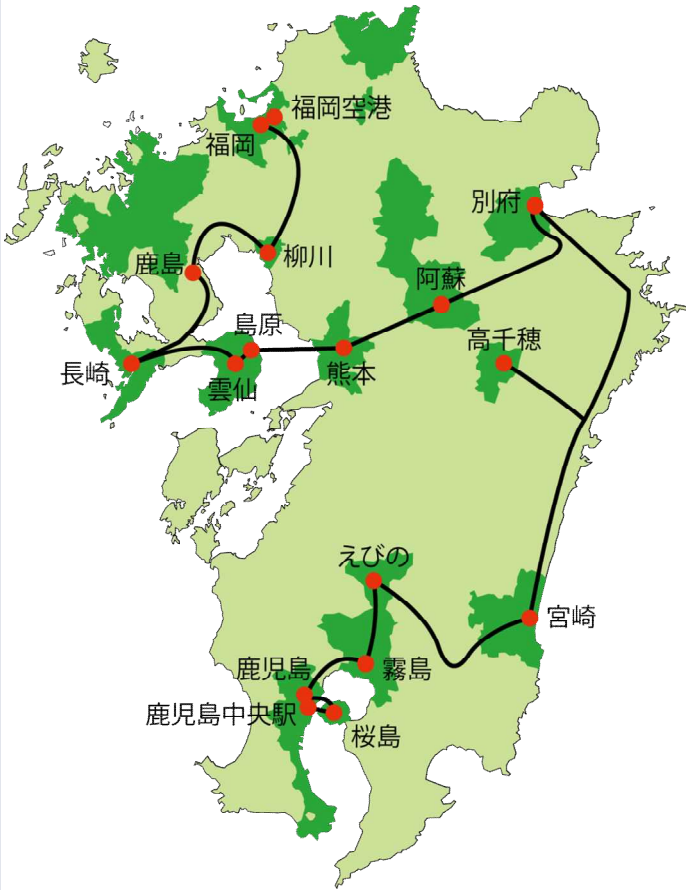 福岡空港
福岡
別府
柳川
鹿島
阿蘇
島原
高千穂
長崎
雲仙
熊本
えびの
宮崎
鹿児島
霧島
鹿児島中央駅
桜島